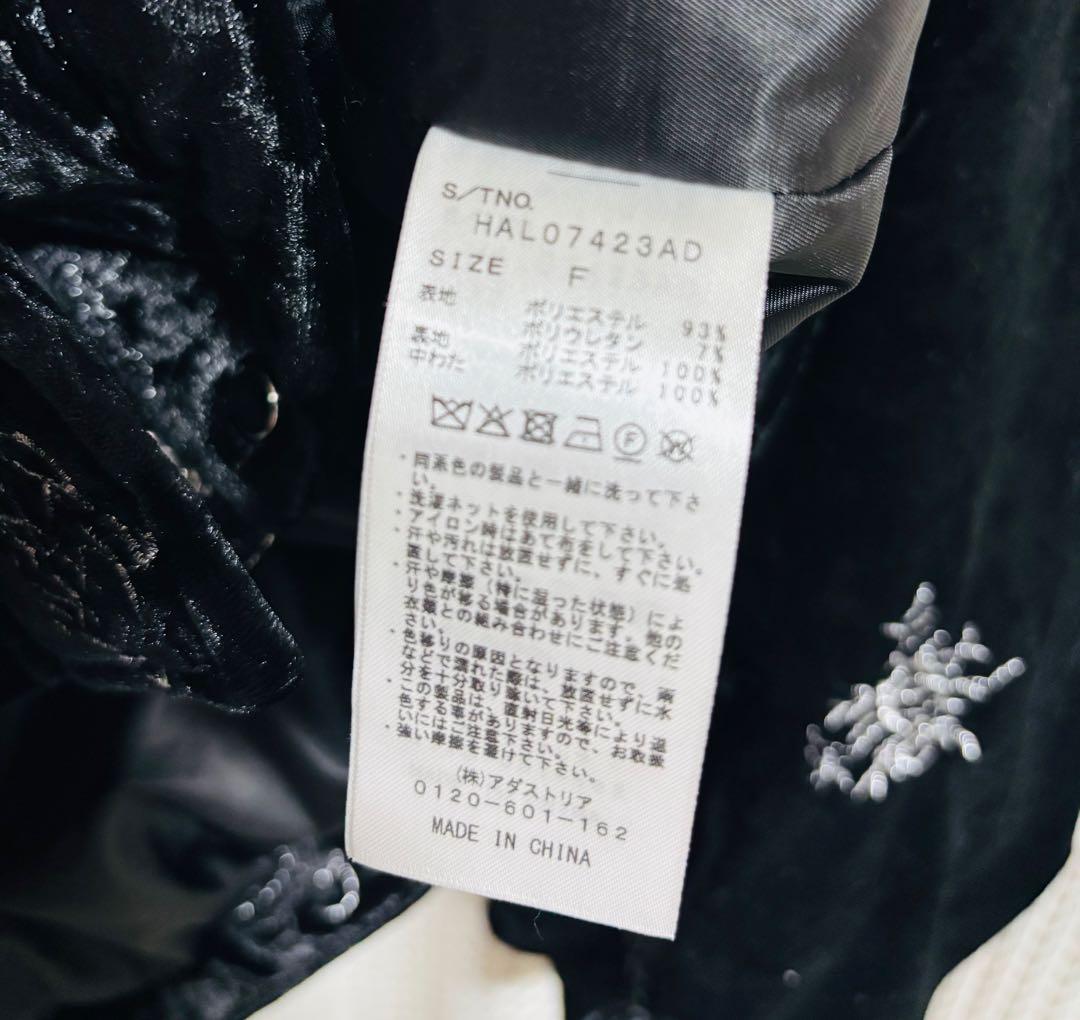 S/TNO.
HAL07423AD
SIZE F
表地 ポリエステル 93%
ポリウレタン 7%
裏地 ポリエステル 100%
中わた ポリエステル 100%
F
W
・同系色の製品と一緒に洗って下さ
い。
・洗濯ネットを使用して下さい。
・アイロン時はあて布をして下さい。
・汗や汚れは放置せずに、すぐに処
置して下さい。
・汗や摩擦（特に湿った状態）によ
り色が移る場合があります。他の
衣類との組み合わせにご注意くだ
さい。
・色移りの原因となりますので、雨
などで濡れた際は、放置せずに水
分を十分取り除いて下さい。
・この製品は、直射日光等により退
色する事がありますので、お取扱
いにはご注意下さい。
・強い摩擦を避けて下さい。
(株)アダストリア
0120-601-162
MADE IN CHINA